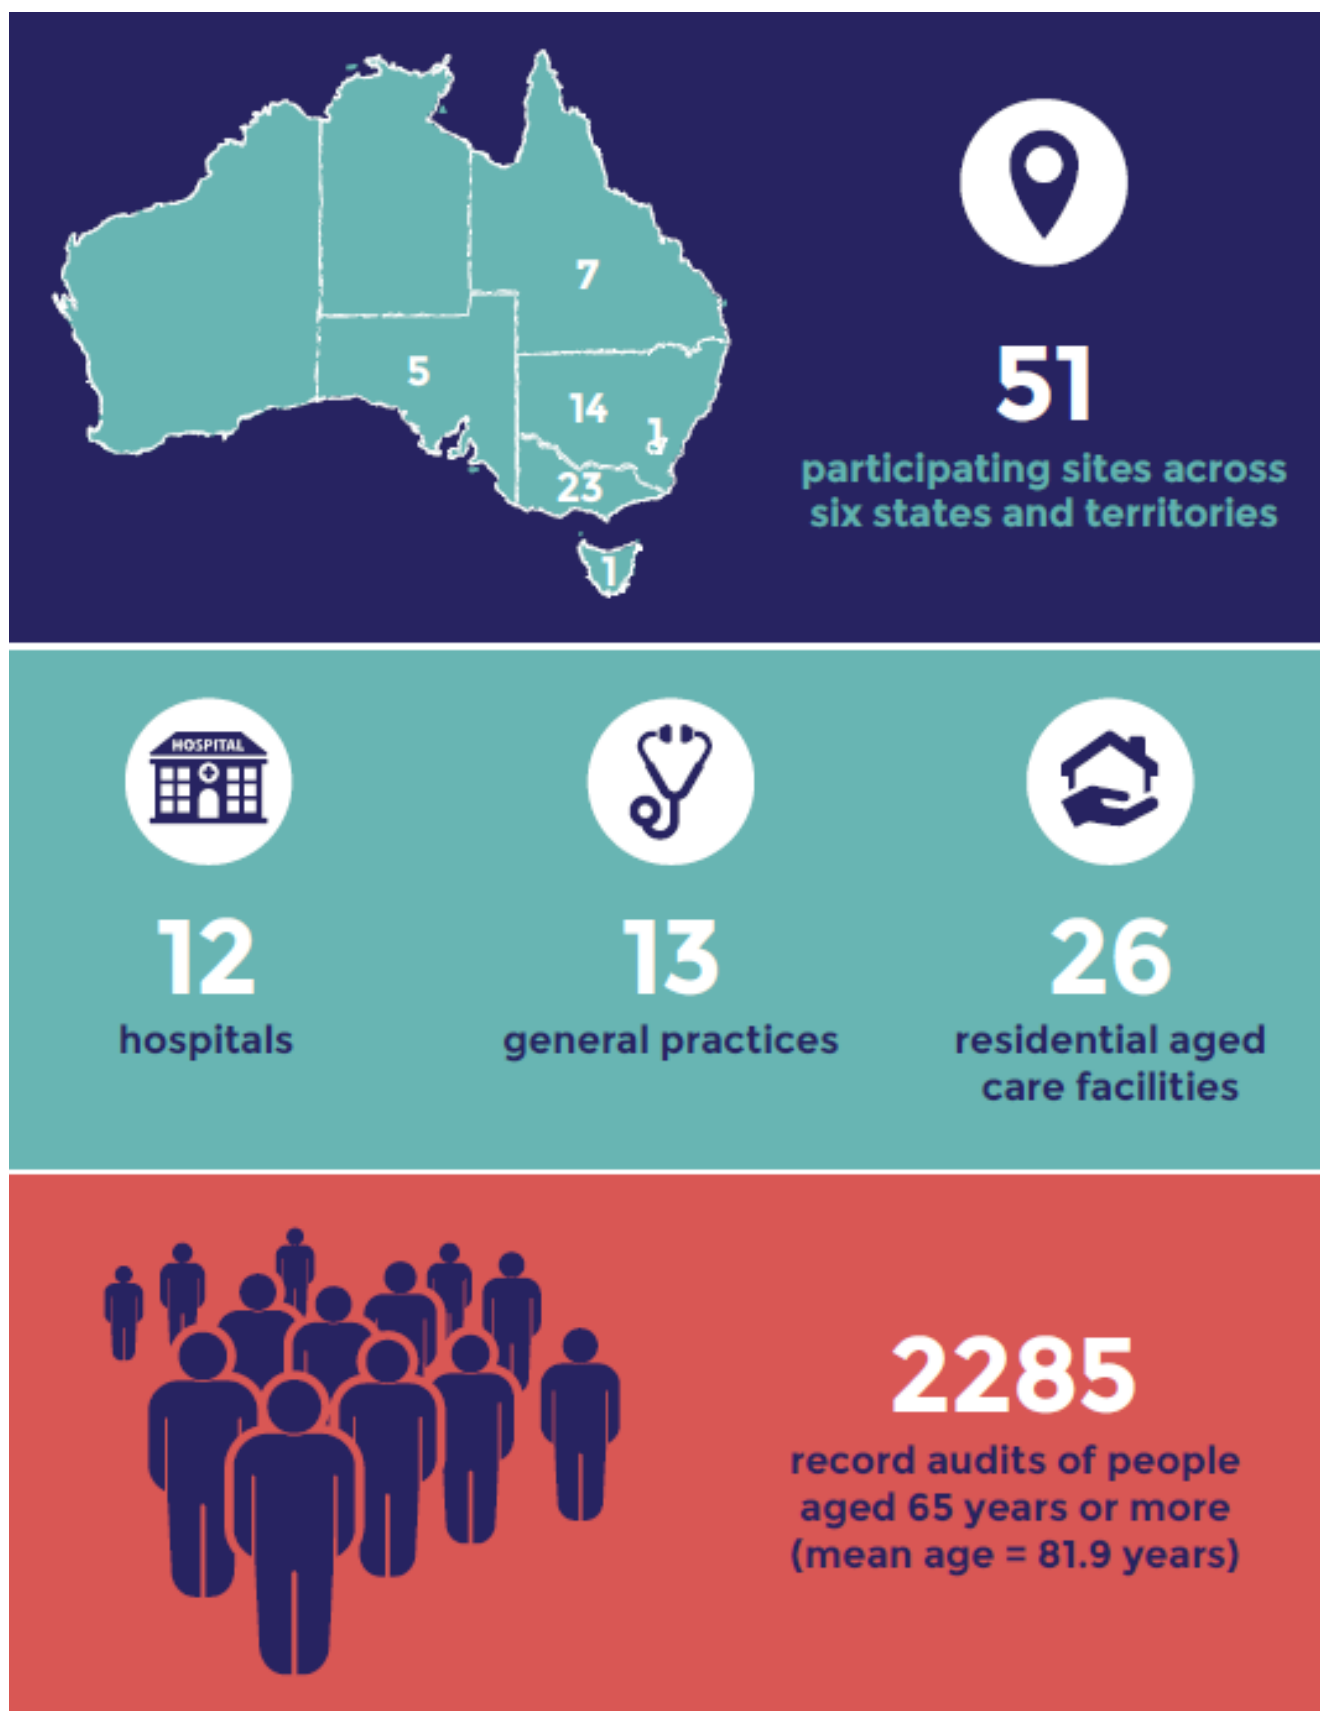 7
5
14
1
23
1
51
participating sites across
six states and territories
HOSPITAL
12
hospitals
13
general practices
26
residential aged
care facilities
2285
record audits of people
aged 65 years or more
(mean age = 81.9 years)